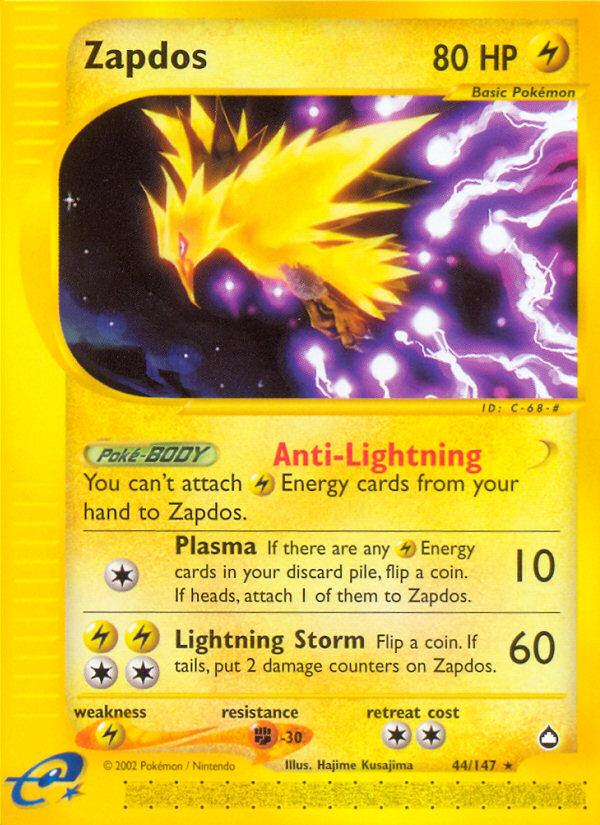 Zapdos 80 HP
Basic Pokémon
ID: C-68-#
Poké-BODY Anti-Lightning
You can't attach Energy cards from your
hand to Zapdos.
Plasma If there are any Energy
cards in your discard pile, flip a coin. 10
If heads, attach 1 of them to Zapdos.
Lightning Storm Flip a coin. If 60
tails, put 2 damage counters on Zapdos.
weakness resistance retreat cost
-30
© 2002 Pokémon / Nintendo Illus. Hajime Kusajima 44/147 ★
e